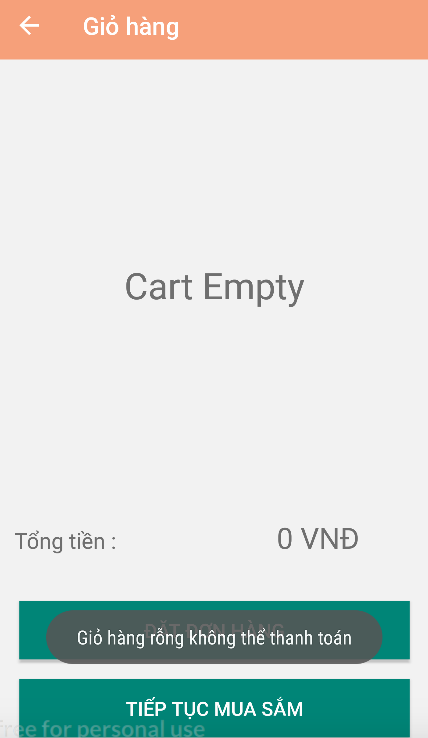 Giỏ hàng
Cart Empty
Tổng tiền :
0 VNĐ
ĐẶT ĐƠN HÀNG
Giỏ hàng rỗng không thể thanh toán
TIẾP TỤC MUA SẮM
free for personal use